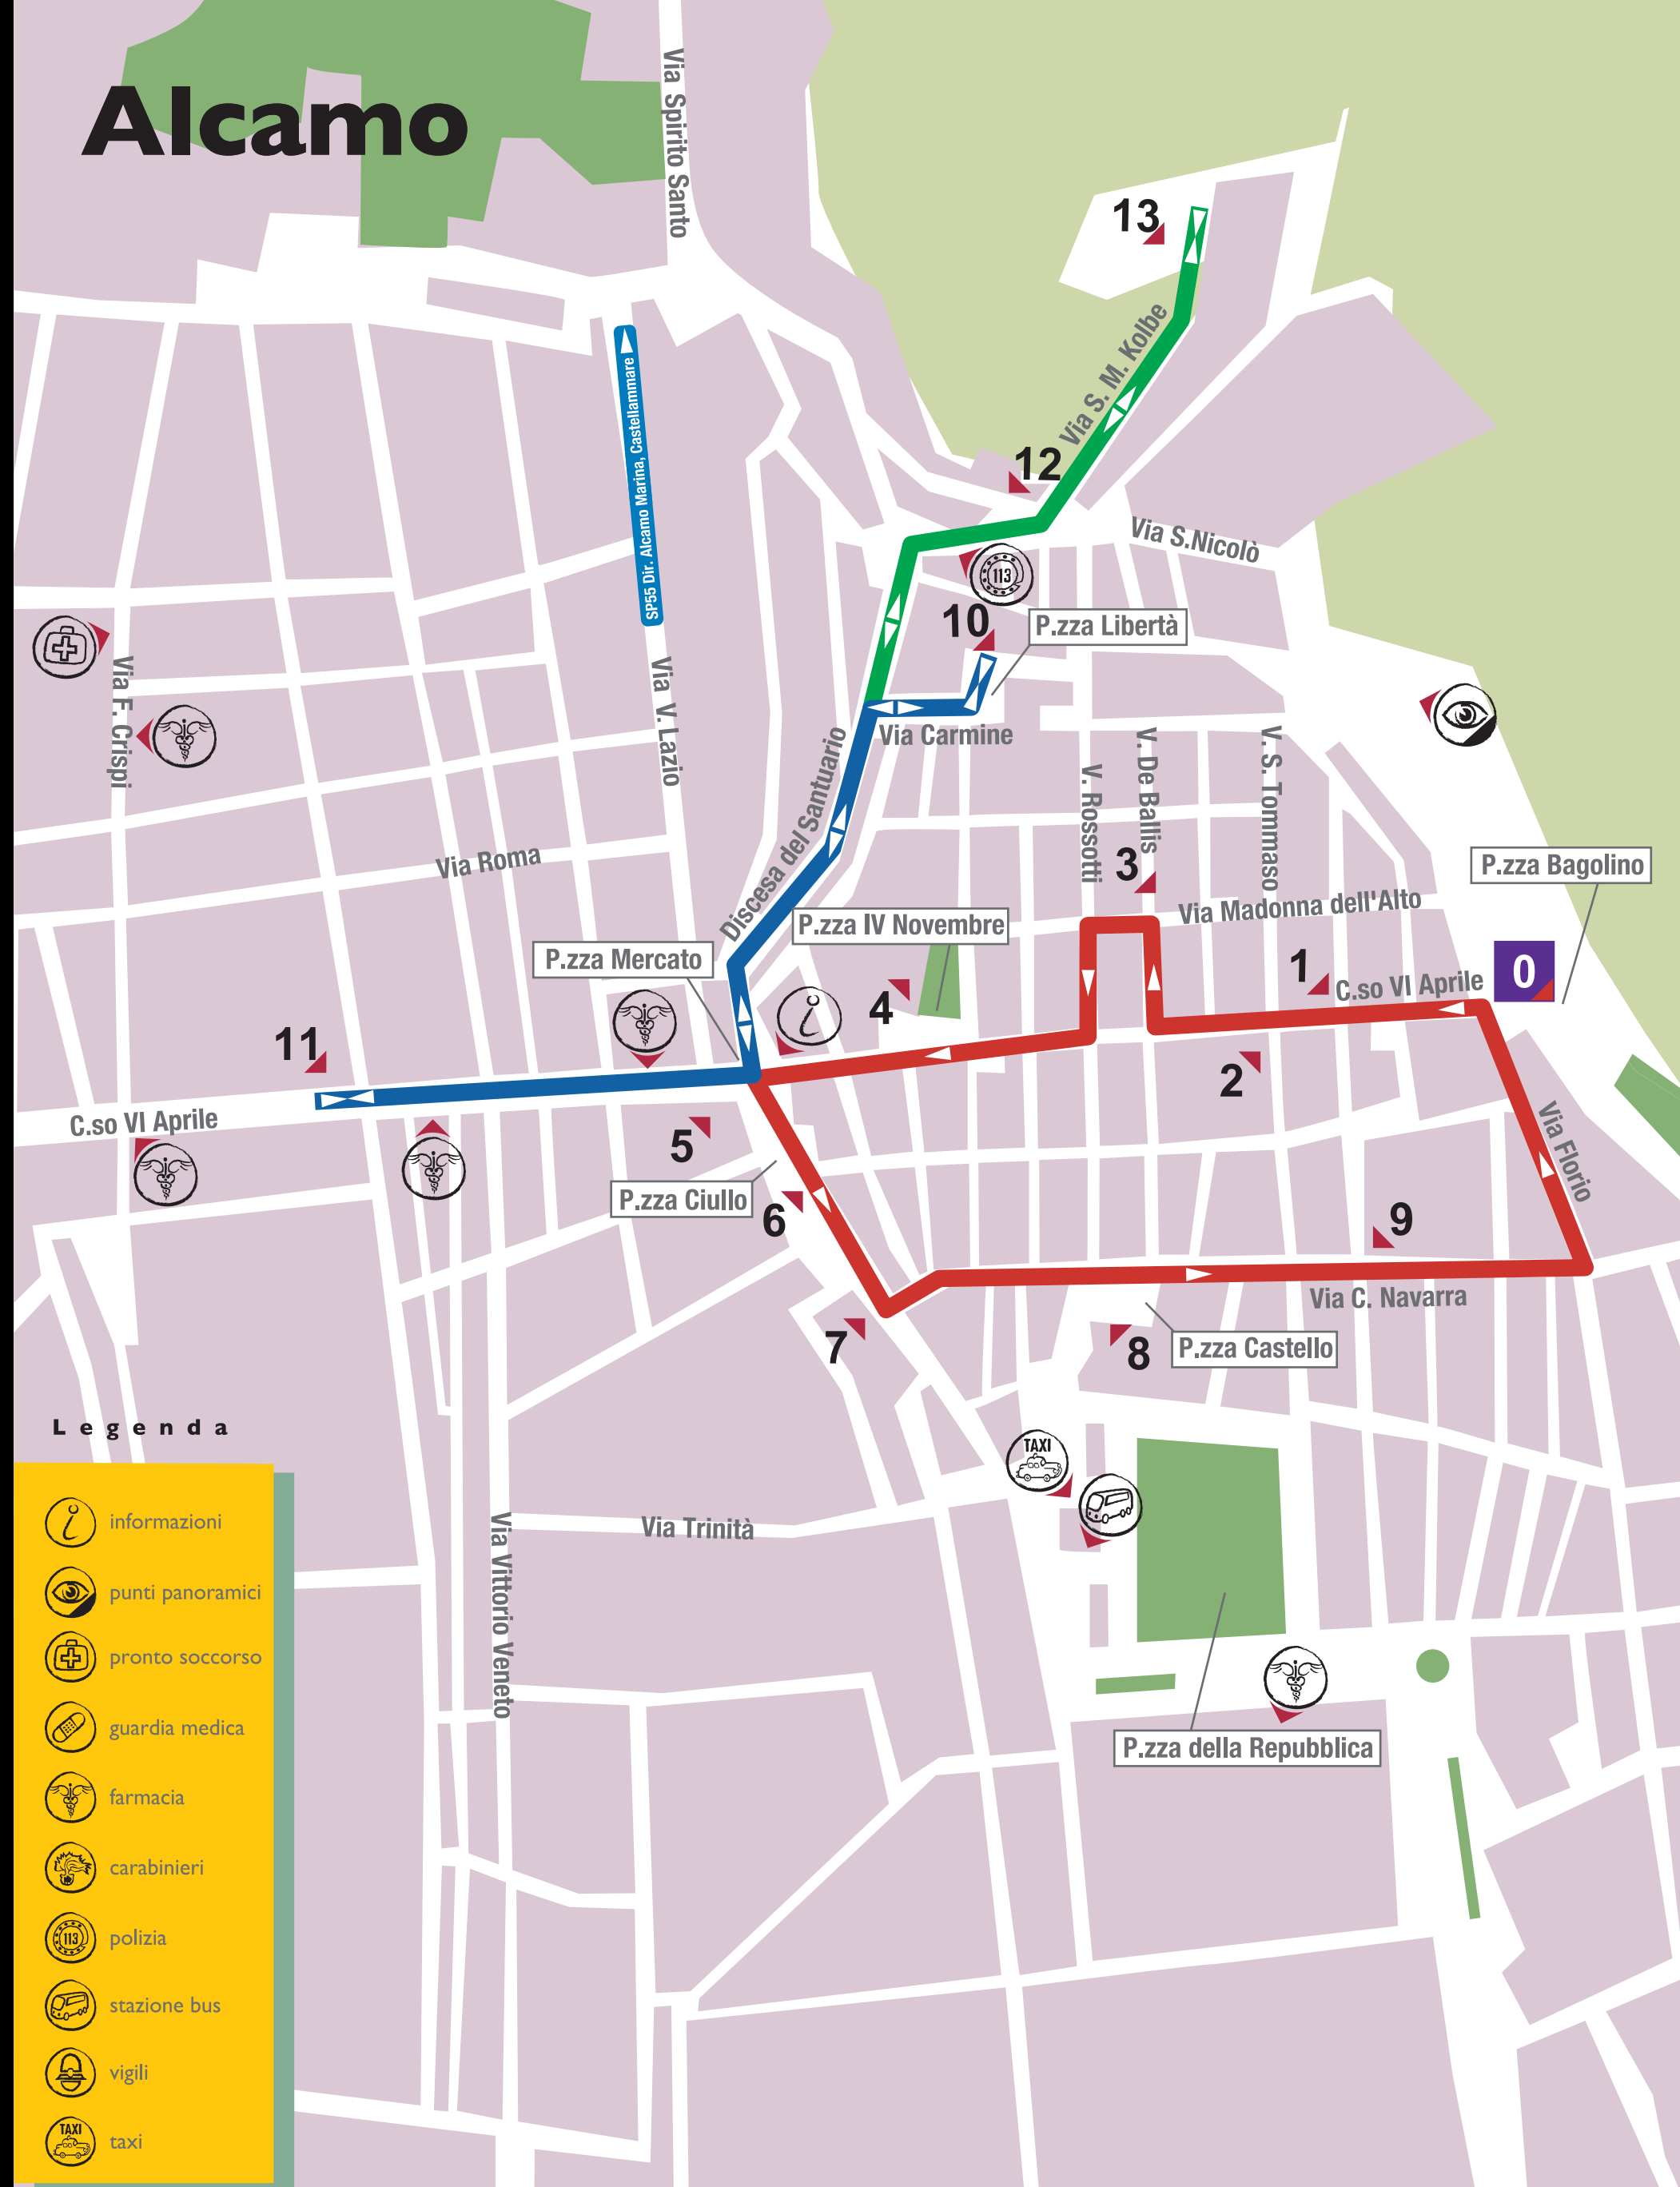 Alcamo
Via Spirito Santo
13
Via S. M. Kolbe
SP55 Dir. Alcamo Marina, Castellammare
12
Via S.Nicolò
113
10
P.zza Libertà
Via F. Crispi
Via V. Lazio
Via Carmine
Discesa del Santuario
V. Rossotti
V. De Ballis
V. S. Tommaso
Via Roma
3
P.zza Bagolino
Via Madonna dell'Alto
P.zza IV Novembre
P.zza Mercato
1
C.so VI Aprile
0
4
11
2
C.so VI Aprile
5
Via Florio
P.zza Ciullo
6
9
Via C. Navarra
7
8
P.zza Castello
Legenda
TAXI
Via Trinità
Via Vittorio Veneto
P.zza della Repubblica
informazioni
punti panoramici
pronto soccorso
guardia medica
farmacia
carabinieri
113
polizia
stazione bus
vigili
TAXI
taxi